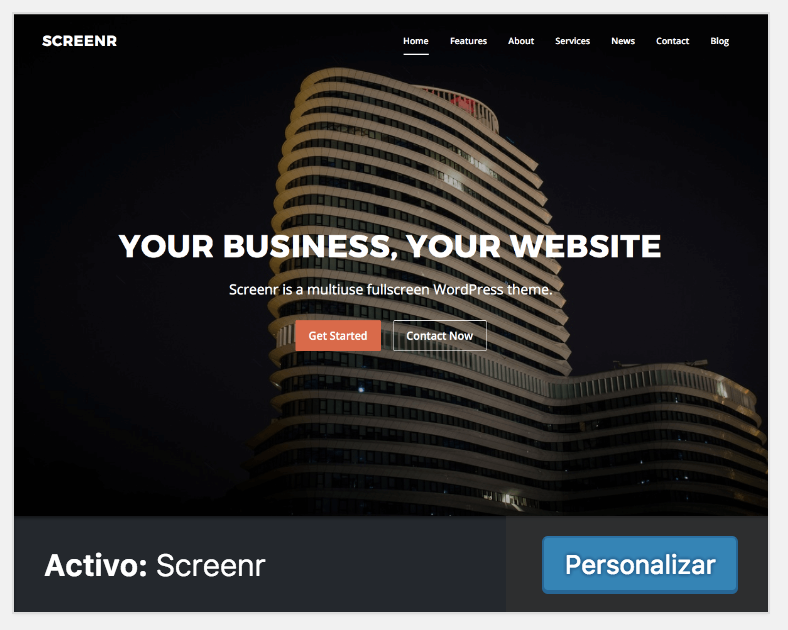 SCREENR Home Features About Services News Contact Blog
YOUR BUSINESS, YOUR WEBSITE
Screenr is a multiuse fullscreen WordPress theme.
Get Started Contact Now
Activo: Screenr Personalizar